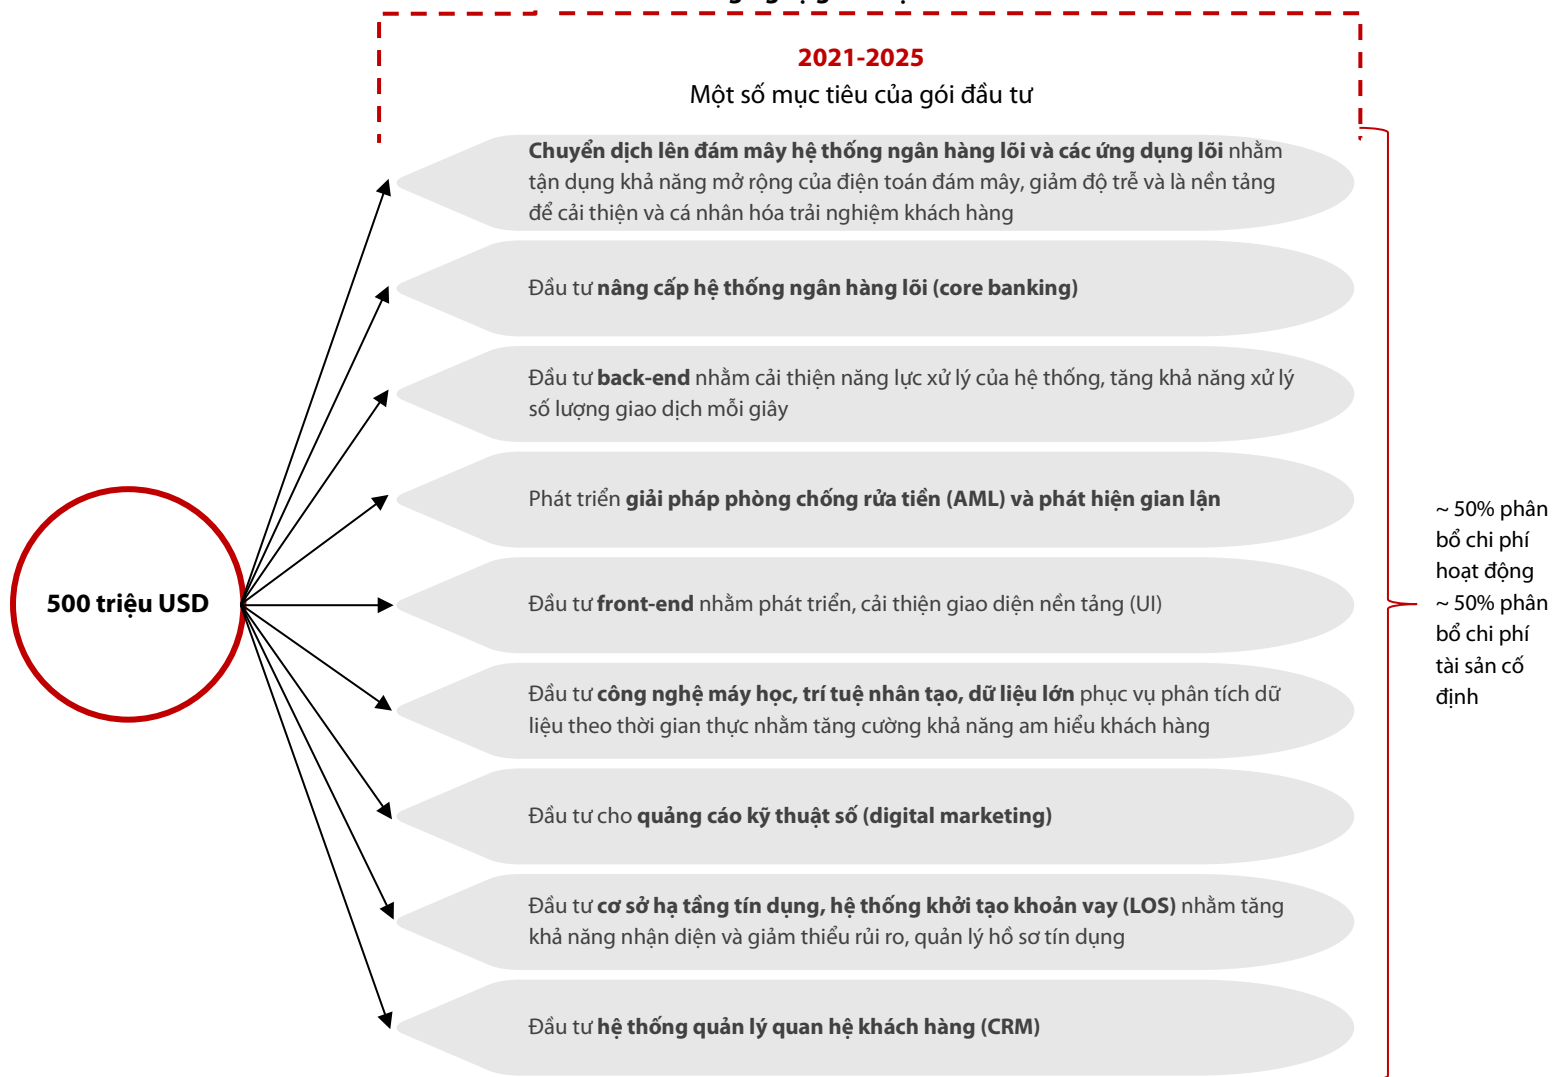 2021-2025
Một số mục tiêu của gói đầu tư
Chuyển dịch lên đám mây hệ thống ngân hàng lõi và các ứng dụng lõi nhằm
tận dụng khả năng mở rộng của điện toán đám mây, giảm độ trễ và là nền tảng
để cải thiện và cá nhân hóa trải nghiệm khách hàng
Đầu tư nâng cấp hệ thống ngân hàng lõi (core banking)
Đầu tư back-end nhằm cải thiện năng lực xử lý của hệ thống, tăng khả năng xử lý
số lượng giao dịch mỗi giây
Phát triển giải pháp phòng chống rửa tiền (AML) và phát hiện gian lận
500 triệu USD
Đầu tư front-end nhằm phát triển, cải thiện giao diện nền tảng (UI)
Đầu tư công nghệ máy học, trí tuệ nhân tạo, dữ liệu lớn phục vụ phân tích dữ
liệu theo thời gian thực nhằm tăng cường khả năng am hiểu khách hàng
Đầu tư cho quảng cáo kỹ thuật số (digital marketing)
Đầu tư cơ sở hạ tầng tín dụng, hệ thống khởi tạo khoản vay (LOS) nhằm tăng
khả năng nhận diện và giảm thiểu rủi ro, quản lý hồ sơ tín dụng
Đầu tư hệ thống quản lý quan hệ khách hàng (CRM)
~ 50% phân
bổ chi phí
hoạt động
~ 50% phân
bổ chi phí
tài sản cố
định